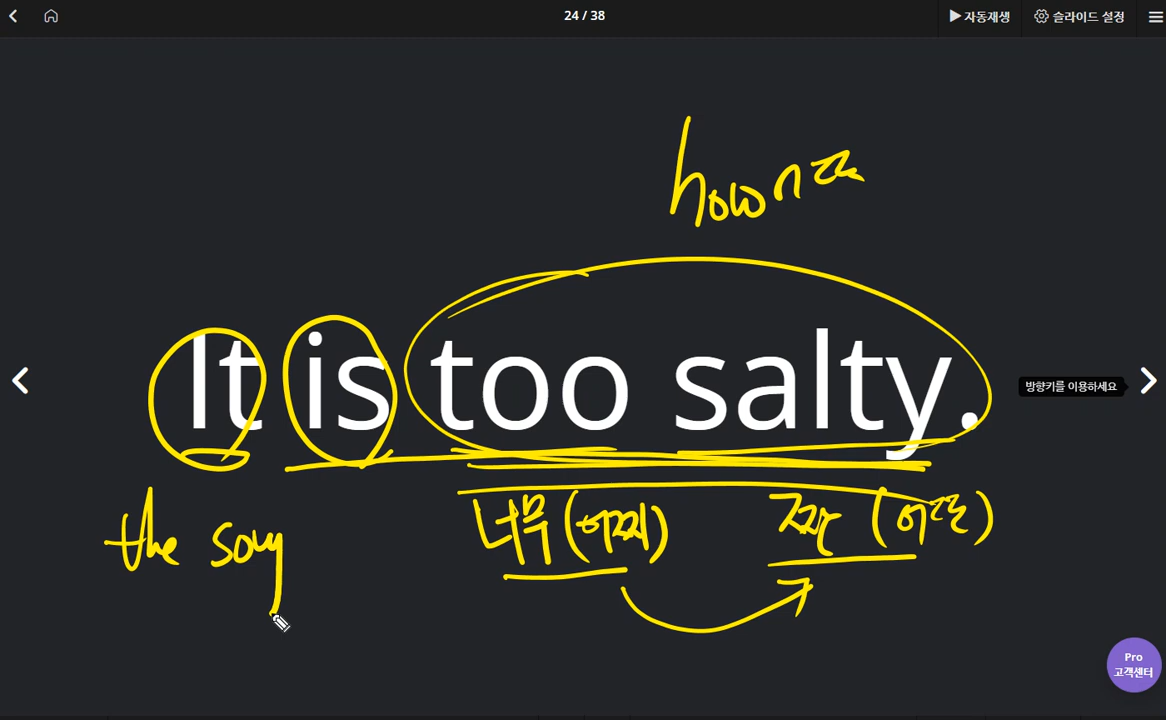 24 / 38
자동재생
슬라이드 설정
how
It is too salty.
방향키를 이용하세요
너무 (어찌) 짠 (어떤)
the soup
Pro
고객센터